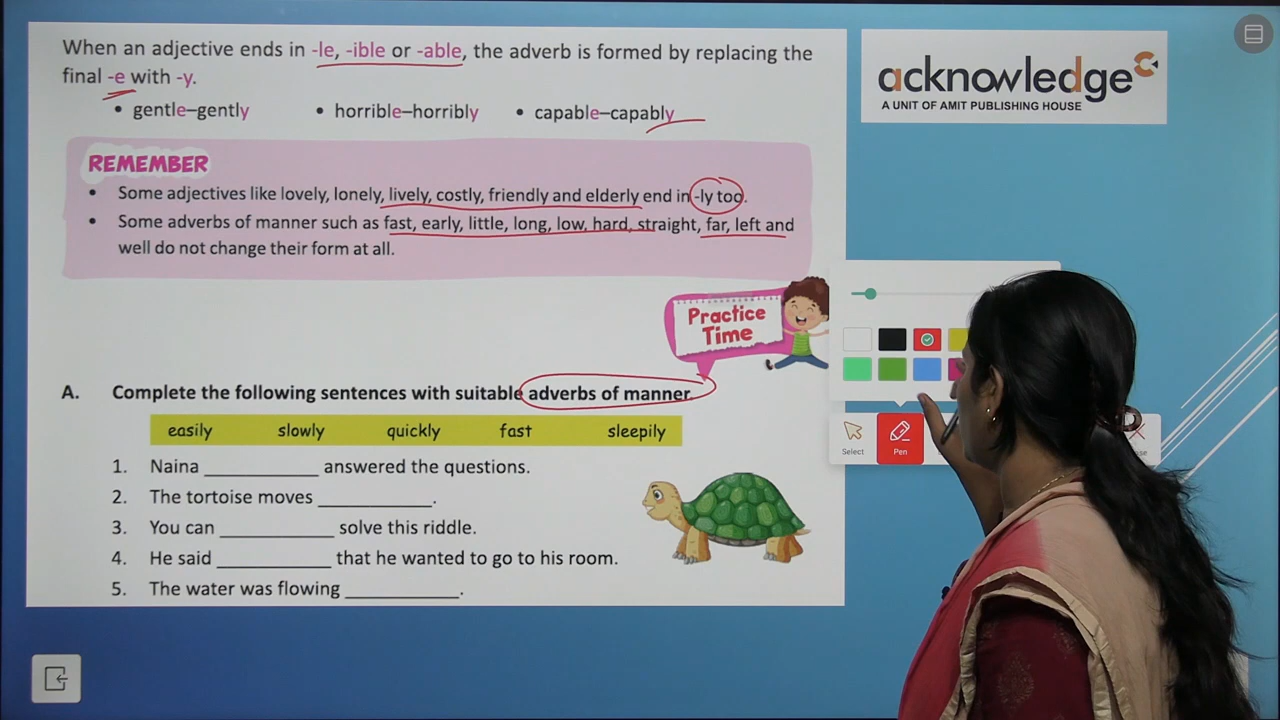 When an adjective ends in -le, -ible or -able, the adverb is formed by replacing the
final -e with -y.
• gentle–gently • horrible–horribly • capable–capably
REMEMBER
• Some adjectives like lovely, lonely, lively, costly, friendly and elderly end in -ly too.
• Some adverbs of manner such as fast, early, little, long, low, hard, straight, far, left and
well do not change their form at all.
Practice
Time
A. Complete the following sentences with suitable adverbs of manner.
easily slowly quickly fast sleepily
1. Naina ____________ answered the questions.
2. The tortoise moves ____________.
3. You can ____________ solve this riddle.
4. He said ____________ that he wanted to go to his room.
5. The water was flowing ____________.
acknowledge
A UNIT OF AMIT PUBLISHING HOUSE
Select Pen